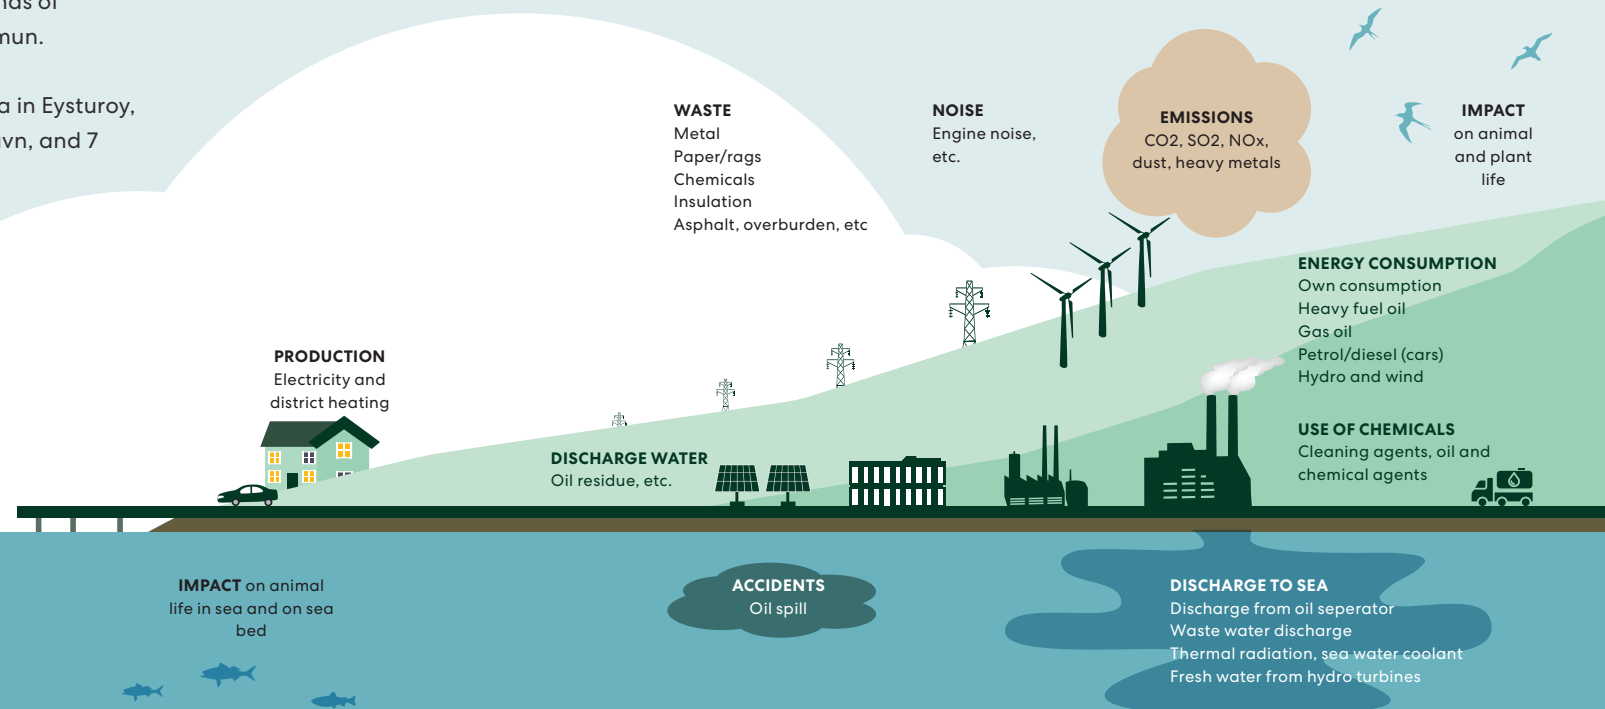 mun.
a in Eysturoy,
vn, and 7
WASTE
Metal
Paper/rags
Chemicals
Insulation
Asphalt, overburden, etc
NOISE
Engine noise,
etc.
EMISSIONS
CO2, SO2, NOx,
dust, heavy metals
IMPACT
on animal
and plant
life
ENERGY CONSUMPTION
Own consumption
Heavy fuel oil
Gas oil
Petrol/diesel (cars)
Hydro and wind
PRODUCTION
Electricity and
district heating
DISCHARGE WATER
Oil residue, etc.
USE OF CHEMICALS
Cleaning agents, oil and
chemical agents
IMPACT on animal
life in sea and on sea
bed
ACCIDENTS
Oil spill
DISCHARGE TO SEA
Discharge from oil seperator
Waste water discharge
Thermal radiation, sea water coolant
Fresh water from hydro turbines